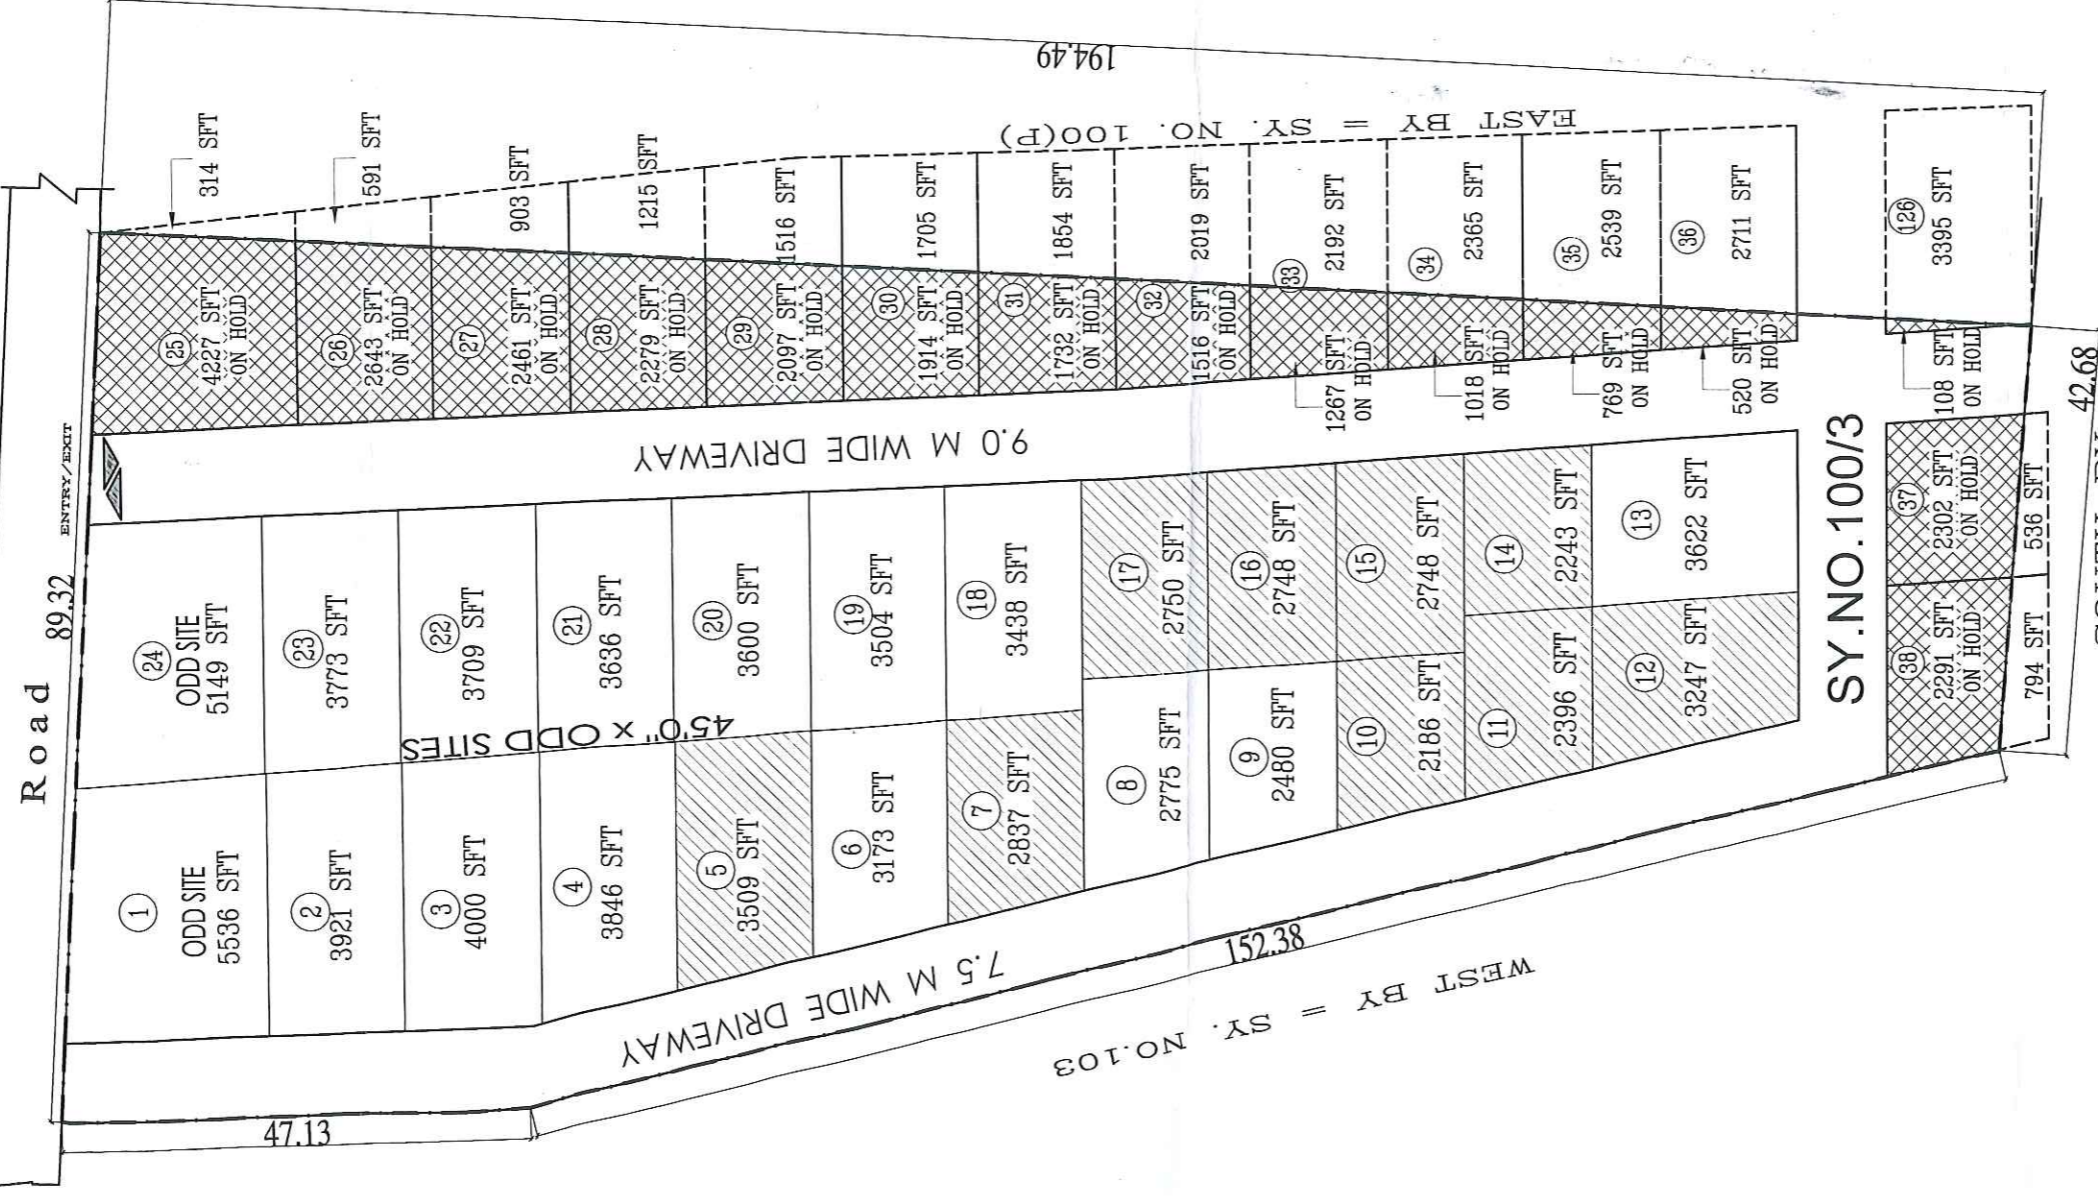 Road
89.32
ENTRY/EXIT
194.49
EAST BY = SY. NO. 100(P)
314 SFT
591 SFT
903 SFT
1215 SFT
1516 SFT
1705 SFT
1854 SFT
2019 SFT
2192 SFT
2365 SFT
2539 SFT
2711 SFT
126
3395 SFT
25
4227 SFT
ON HOLD
26
2643 SFT
ON HOLD
27
2461 SFT
ON HOLD
28
2279 SFT
ON HOLD
29
2097 SFT
ON HOLD
30
1914 SFT
ON HOLD
31
1732 SFT
ON HOLD
32
1516 SFT
ON HOLD
33
1267 SFT
ON HOLD
34
1018 SFT
ON HOLD
35
769 SFT
ON HOLD
36
520 SFT
ON HOLD
108 SFT
ON HOLD
9.0 M WIDE DRIVEWAY
24
ODD SITE
5149 SFT
23
3773 SFT
22
3709 SFT
21
3636 SFT
20
3600 SFT
19
3504 SFT
18
3438 SFT
17
2750 SFT
16
2748 SFT
15
2748 SFT
14
2243 SFT
13
3622 SFT
SY.NO.100/3
37
2302 SFT
ON HOLD
536 SFT
38
2291 SFT
ON HOLD
794 SFT
42.68
45'0" X ODD SITES
1
ODD SITE
5536 SFT
2
3921 SFT
3
4000 SFT
4
3846 SFT
5
3509 SFT
6
3173 SFT
7
2837 SFT
8
2775 SFT
9
2480 SFT
10
2186 SFT
11
2396 SFT
12
3247 SFT
7.5 M WIDE DRIVEWAY
47.13
152.38
WEST BY = SY. NO.103